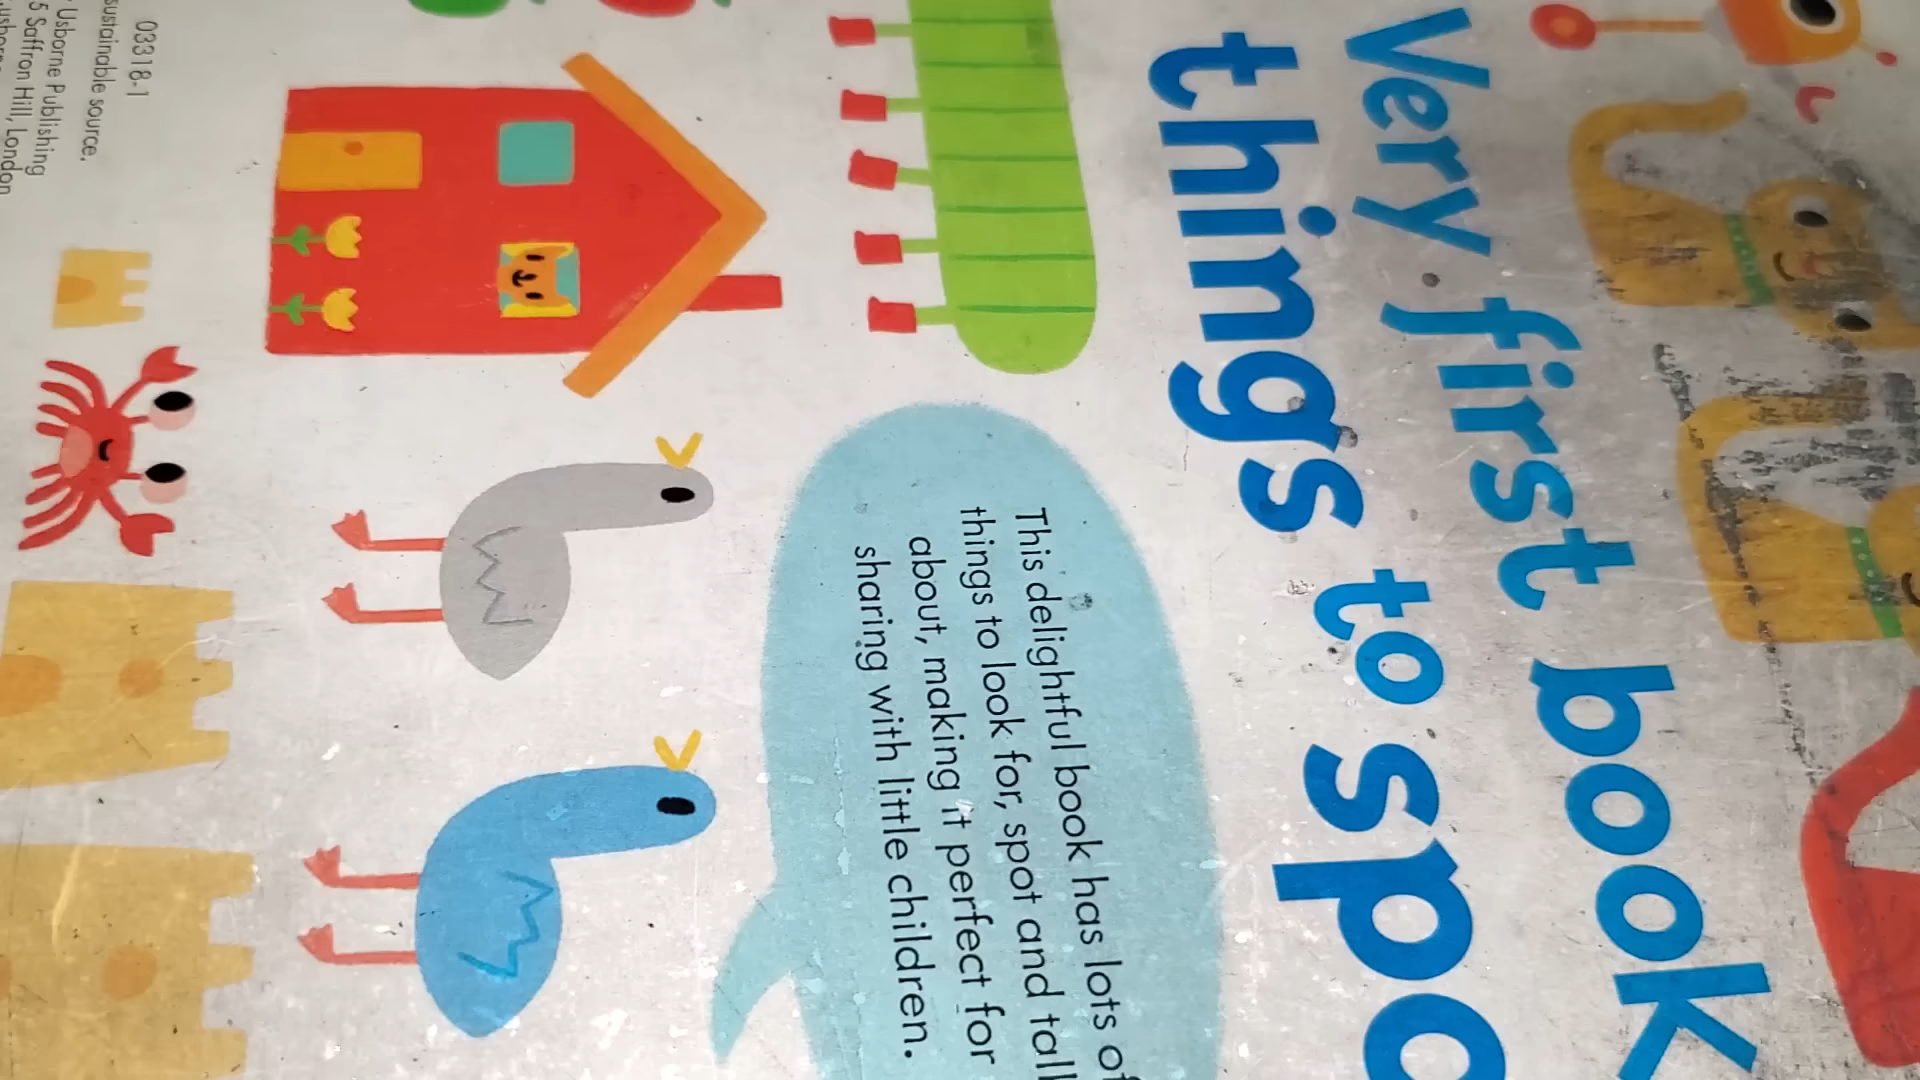 Very first book
things to spo
This delightful book has lots of
things to look for, spot and talk
about, making it perfect for
sharing with little children.
03318-1
sustainable source.
Usborne Publishing
5 Saffron Hill, London